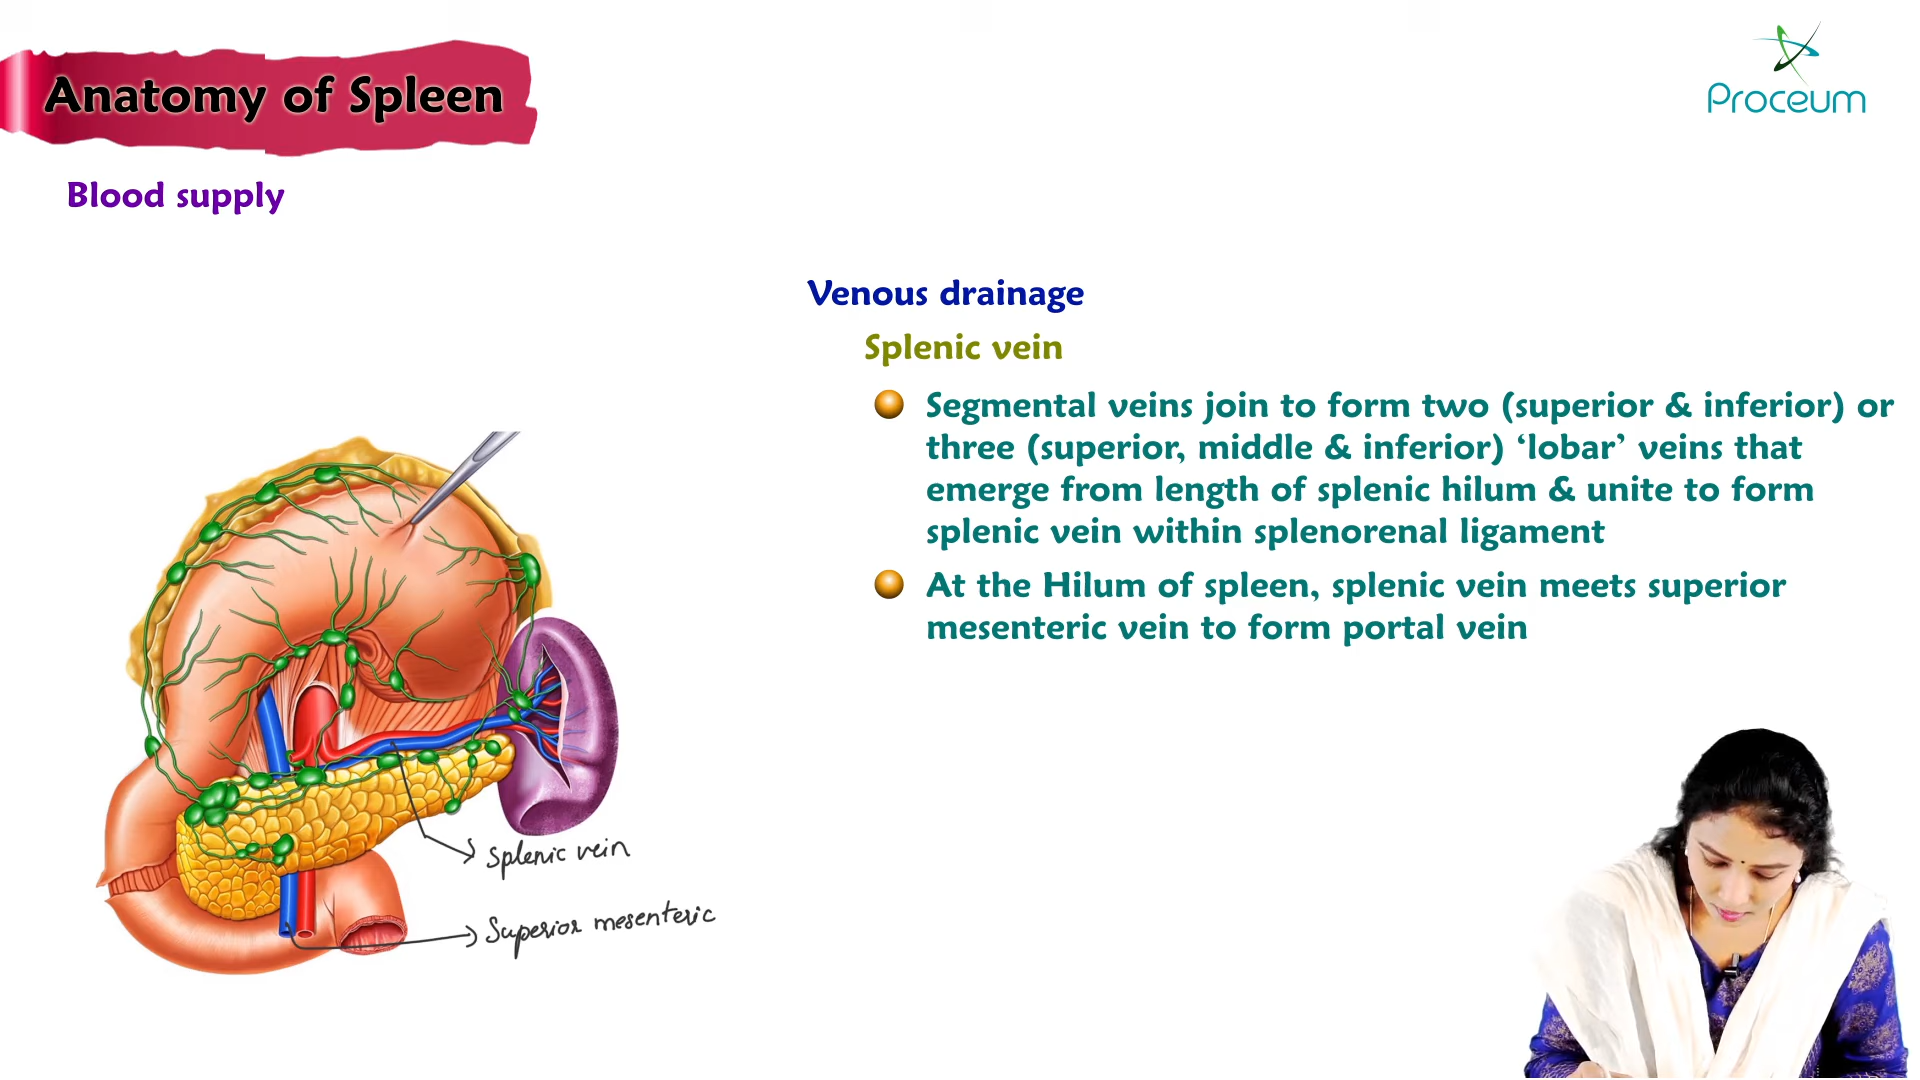 Anatomy of Spleen
Proceum
Blood supply
Venous drainage
Splenic vein
Segmental veins join to form two (superior & inferior) or
three (superior, middle & inferior) ‘lobar’ veins that
emerge from length of splenic hilum & unite to form
splenic vein within splenorenal ligament
At the Hilum of spleen, splenic vein meets superior
mesenteric vein to form portal vein
Splenic vein
Superior mesenteric